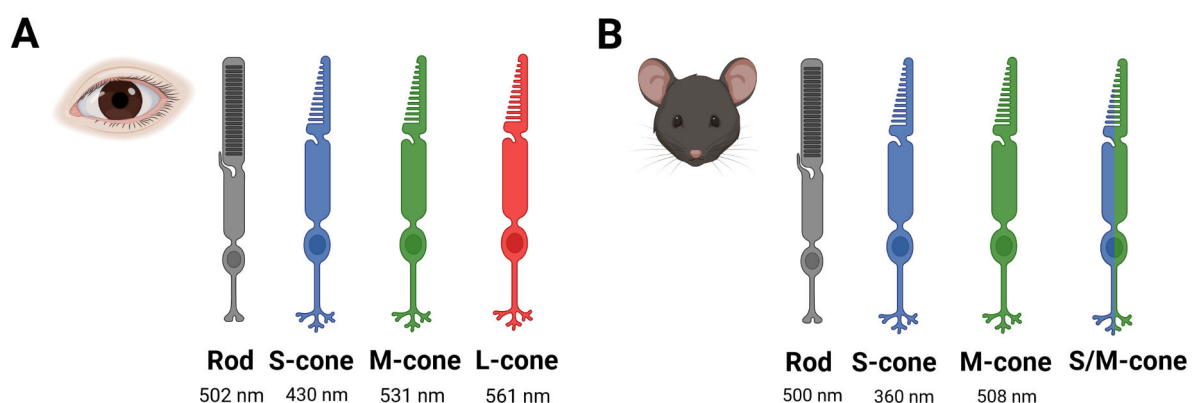 A
B
Rod S-cone M-cone L-cone
502 nm 430 nm 531 nm 561 nm
Rod S-cone M-cone S/M-cone
500 nm 360 nm 508 nm